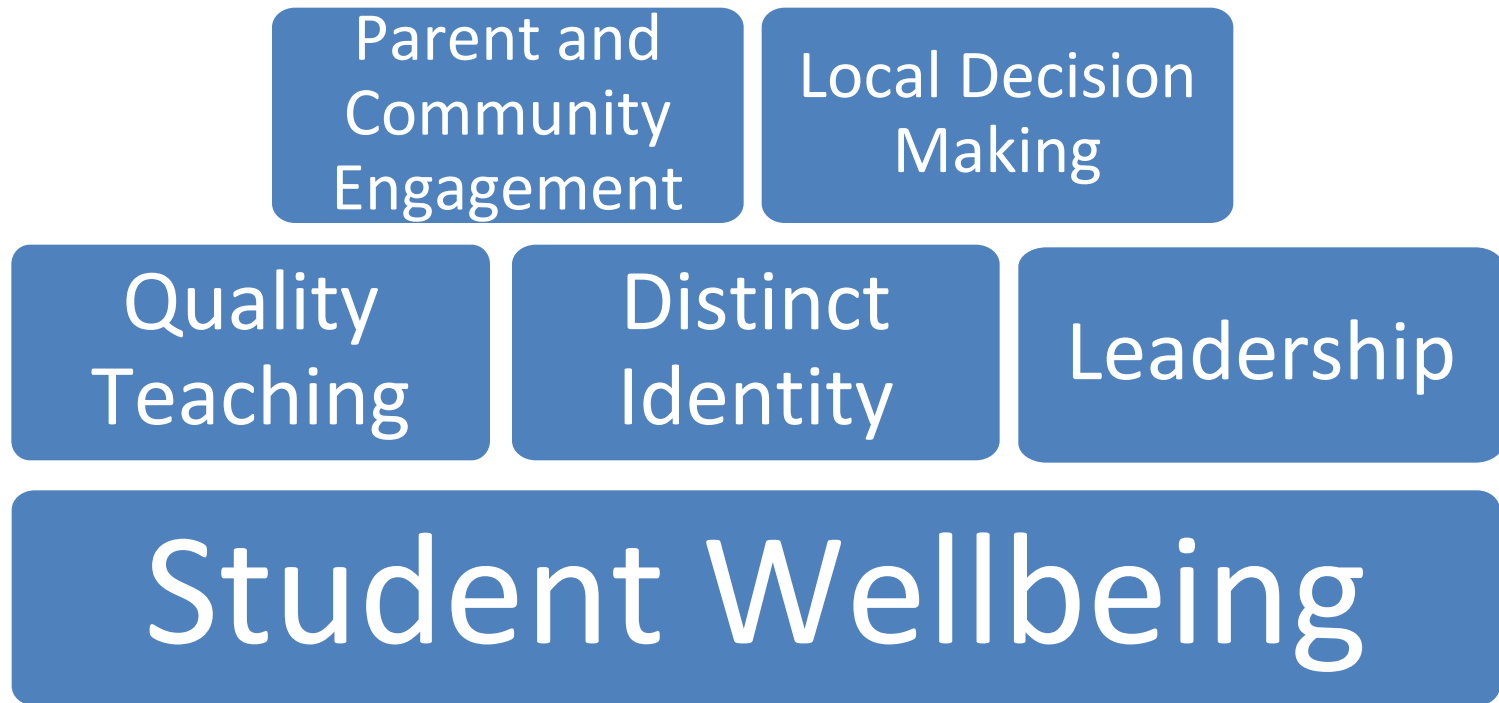 Parent and
Community
Engagement
Local Decision
Making
Quality
Teaching
Distinct
Identity
Leadership
Student Wellbeing